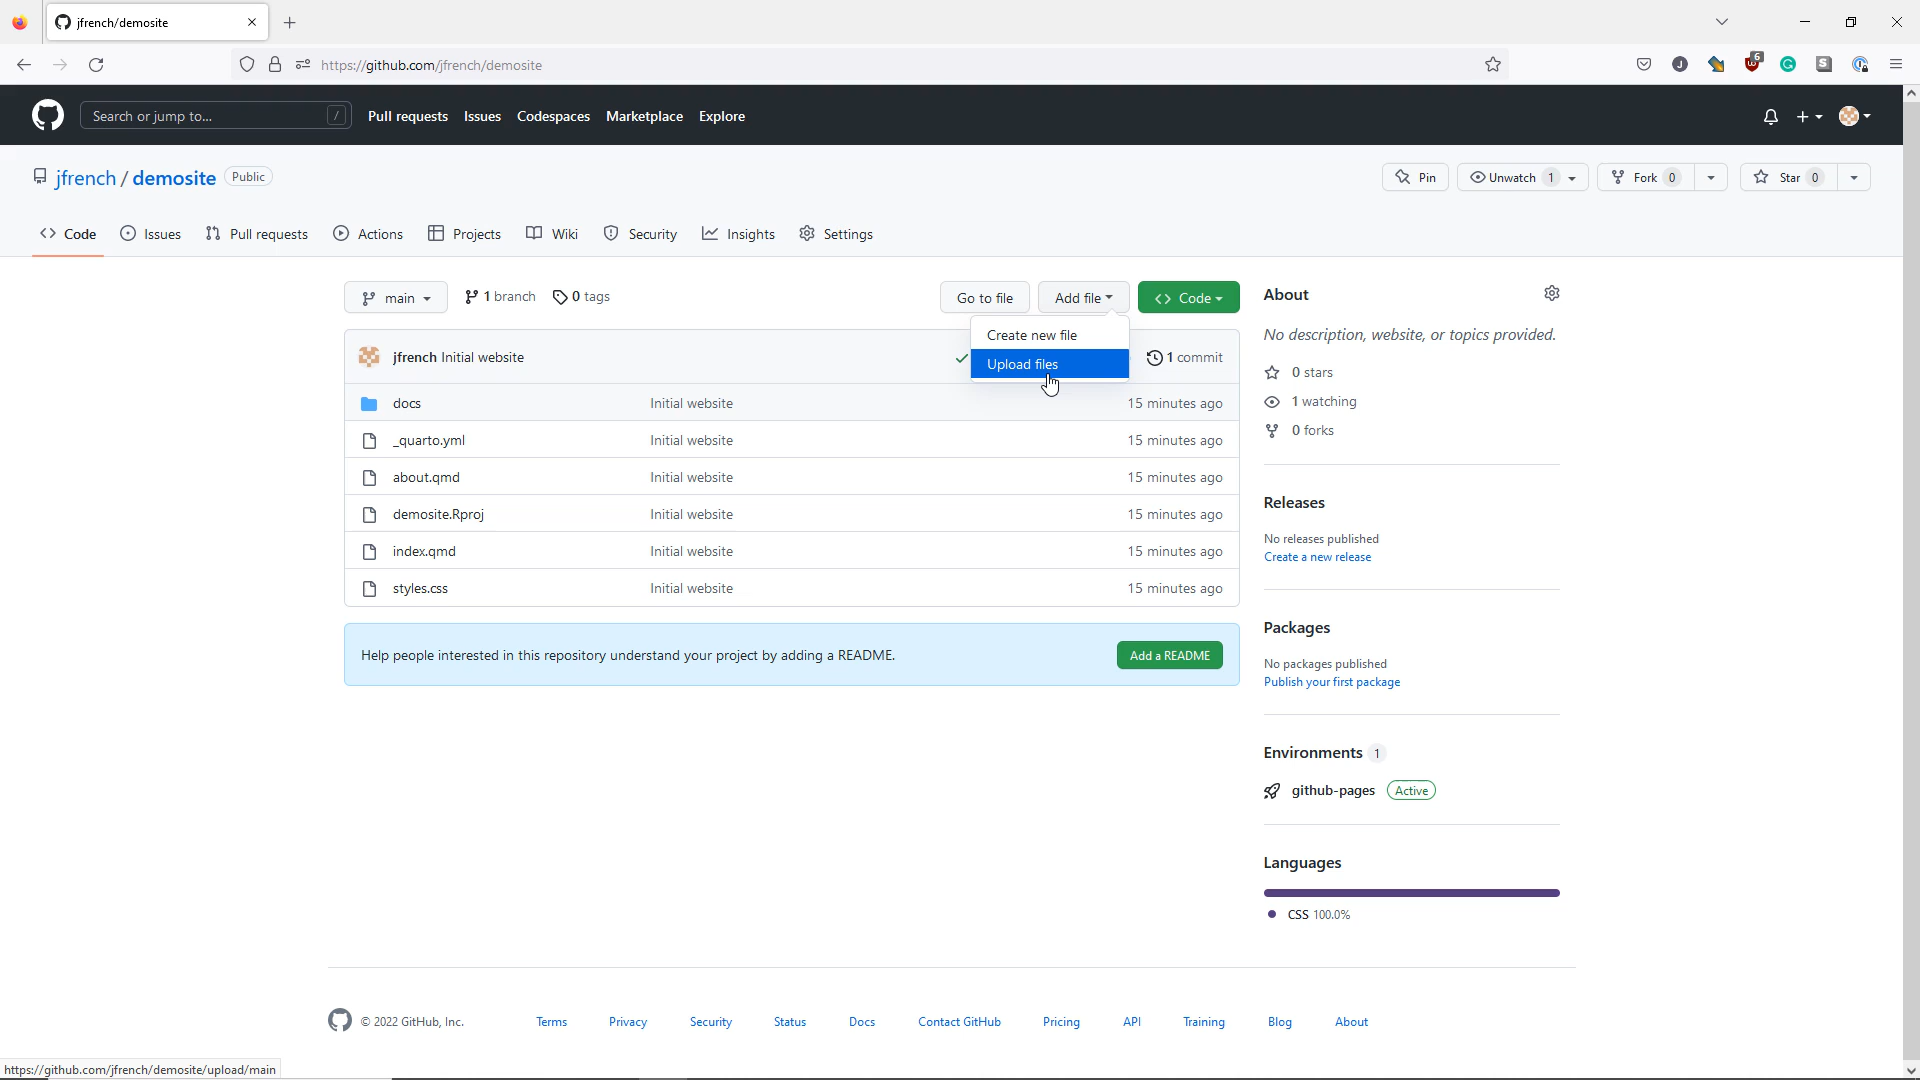 jfrench/demosite
https://github.com/jfrench/demosite
6
J
S
Search or jump to... /
Pull requests Issues Codespaces Marketplace Explore
jfrench / demosite Public
Pin Unwatch 1 Fork 0 Star 0
Code Issues Pull requests Actions Projects Wiki Security Insights Settings
main 1 branch 0 tags Go to file Add file Code
Create new file
Upload files
jfrench Initial website 1 commit
docs Initial website 15 minutes ago
_quarto.yml Initial website 15 minutes ago
about.qmd Initial website 15 minutes ago
demosite.Rproj Initial website 15 minutes ago
index.qmd Initial website 15 minutes ago
styles.css Initial website 15 minutes ago
Help people interested in this repository understand your project by adding a README. Add a README
About
No description, website, or topics provided.
0 stars
1 watching
0 forks
Releases
No releases published
Create a new release
Packages
No packages published
Publish your first package
Environments 1
github-pages Active
Languages
CSS 100.0%
© 2022 GitHub, Inc. Terms Privacy Security Status Docs Contact GitHub Pricing API Training Blog About
https://github.com/jfrench/demosite/upload/main